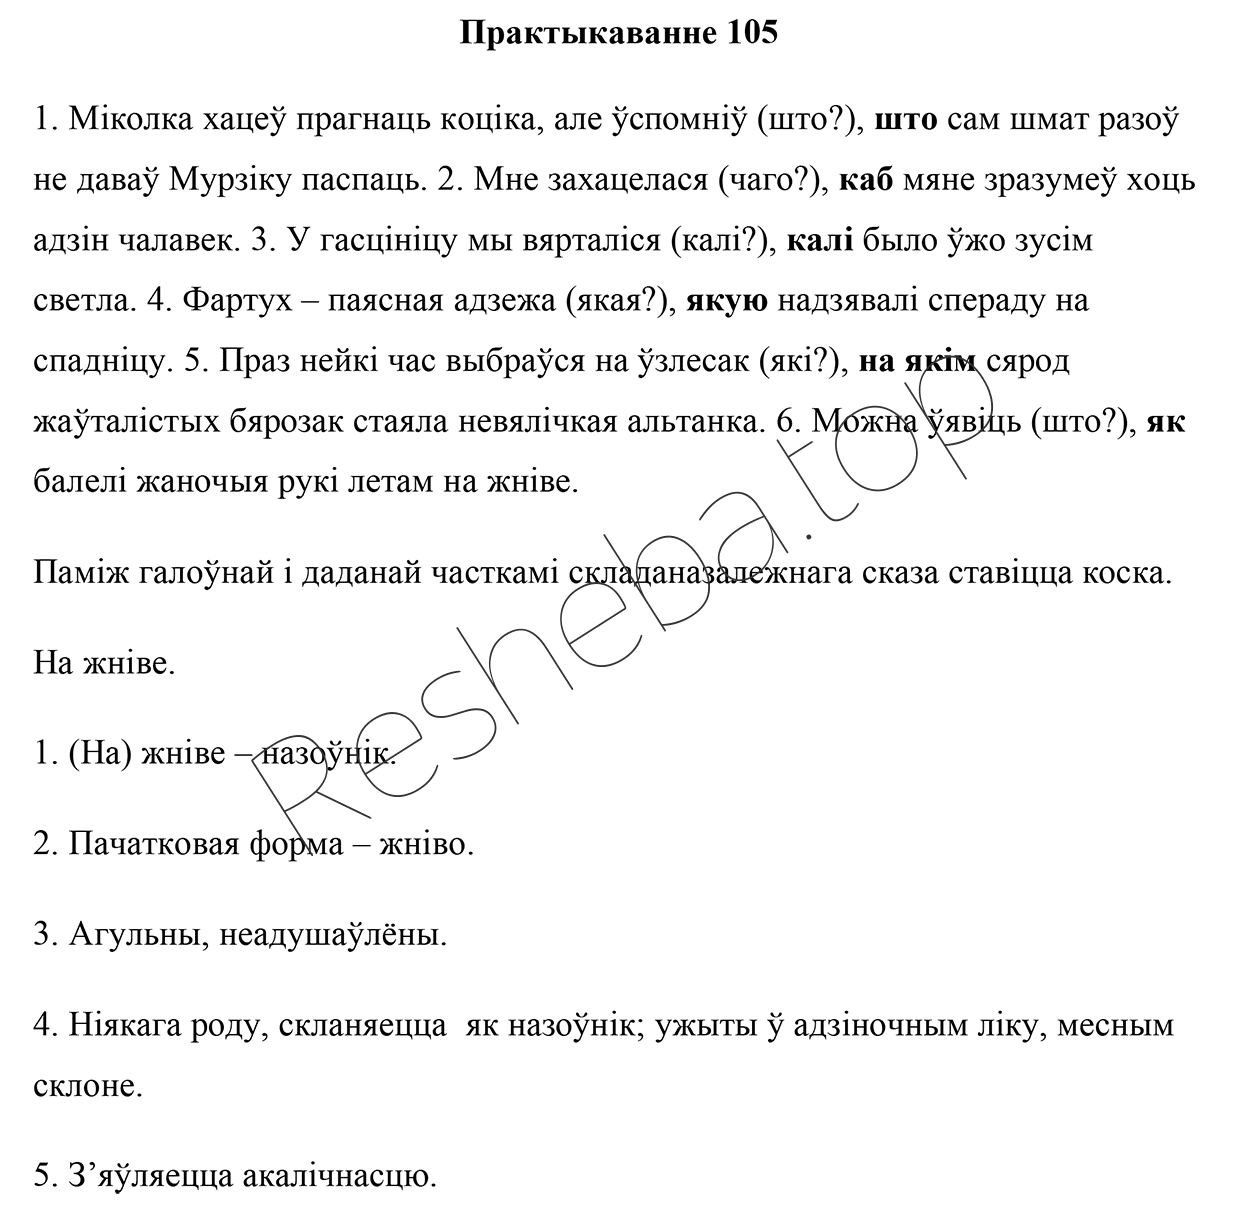 Практыкаванне 105
1. Міколка хацеў прагнаць коціка, але ўспомніў (што?), што сам шмат разоў
не даваў Мурзіку паспаць. 2. Мне захацелася (чаго?), каб мяне зразумеў хоць
адзін чалавек. 3. У гасцініцу мы вярталіся (калі?), калі было ўжо зусім
светла. 4. Фартух – паясная адзежа (якая?), якую надзявалі спераду на
спадніцу. 5. Праз нейкі час выбраўся на ўзлесак (які?), на якім сярод
жаўталістых бярозак стаяла невялічкая альтанка. 6. Можна ўявіць (што?), як
балелі жаночыя рукі летам на жніве.
Паміж галоўнай і даданай часткамі складаназалежнага сказа ставіцца коска.
На жніве.
1. (На) жніве – назоўнік.
2. Пачатковая форма – жніво.
3. Агульны, неадушаўлёны.
4. Ніякага роду, скланяецца  як назоўнік; ужыты ў адзіночным ліку, месным
склоне.
5. З’яўляецца акалічнасцю.
Resheba.top